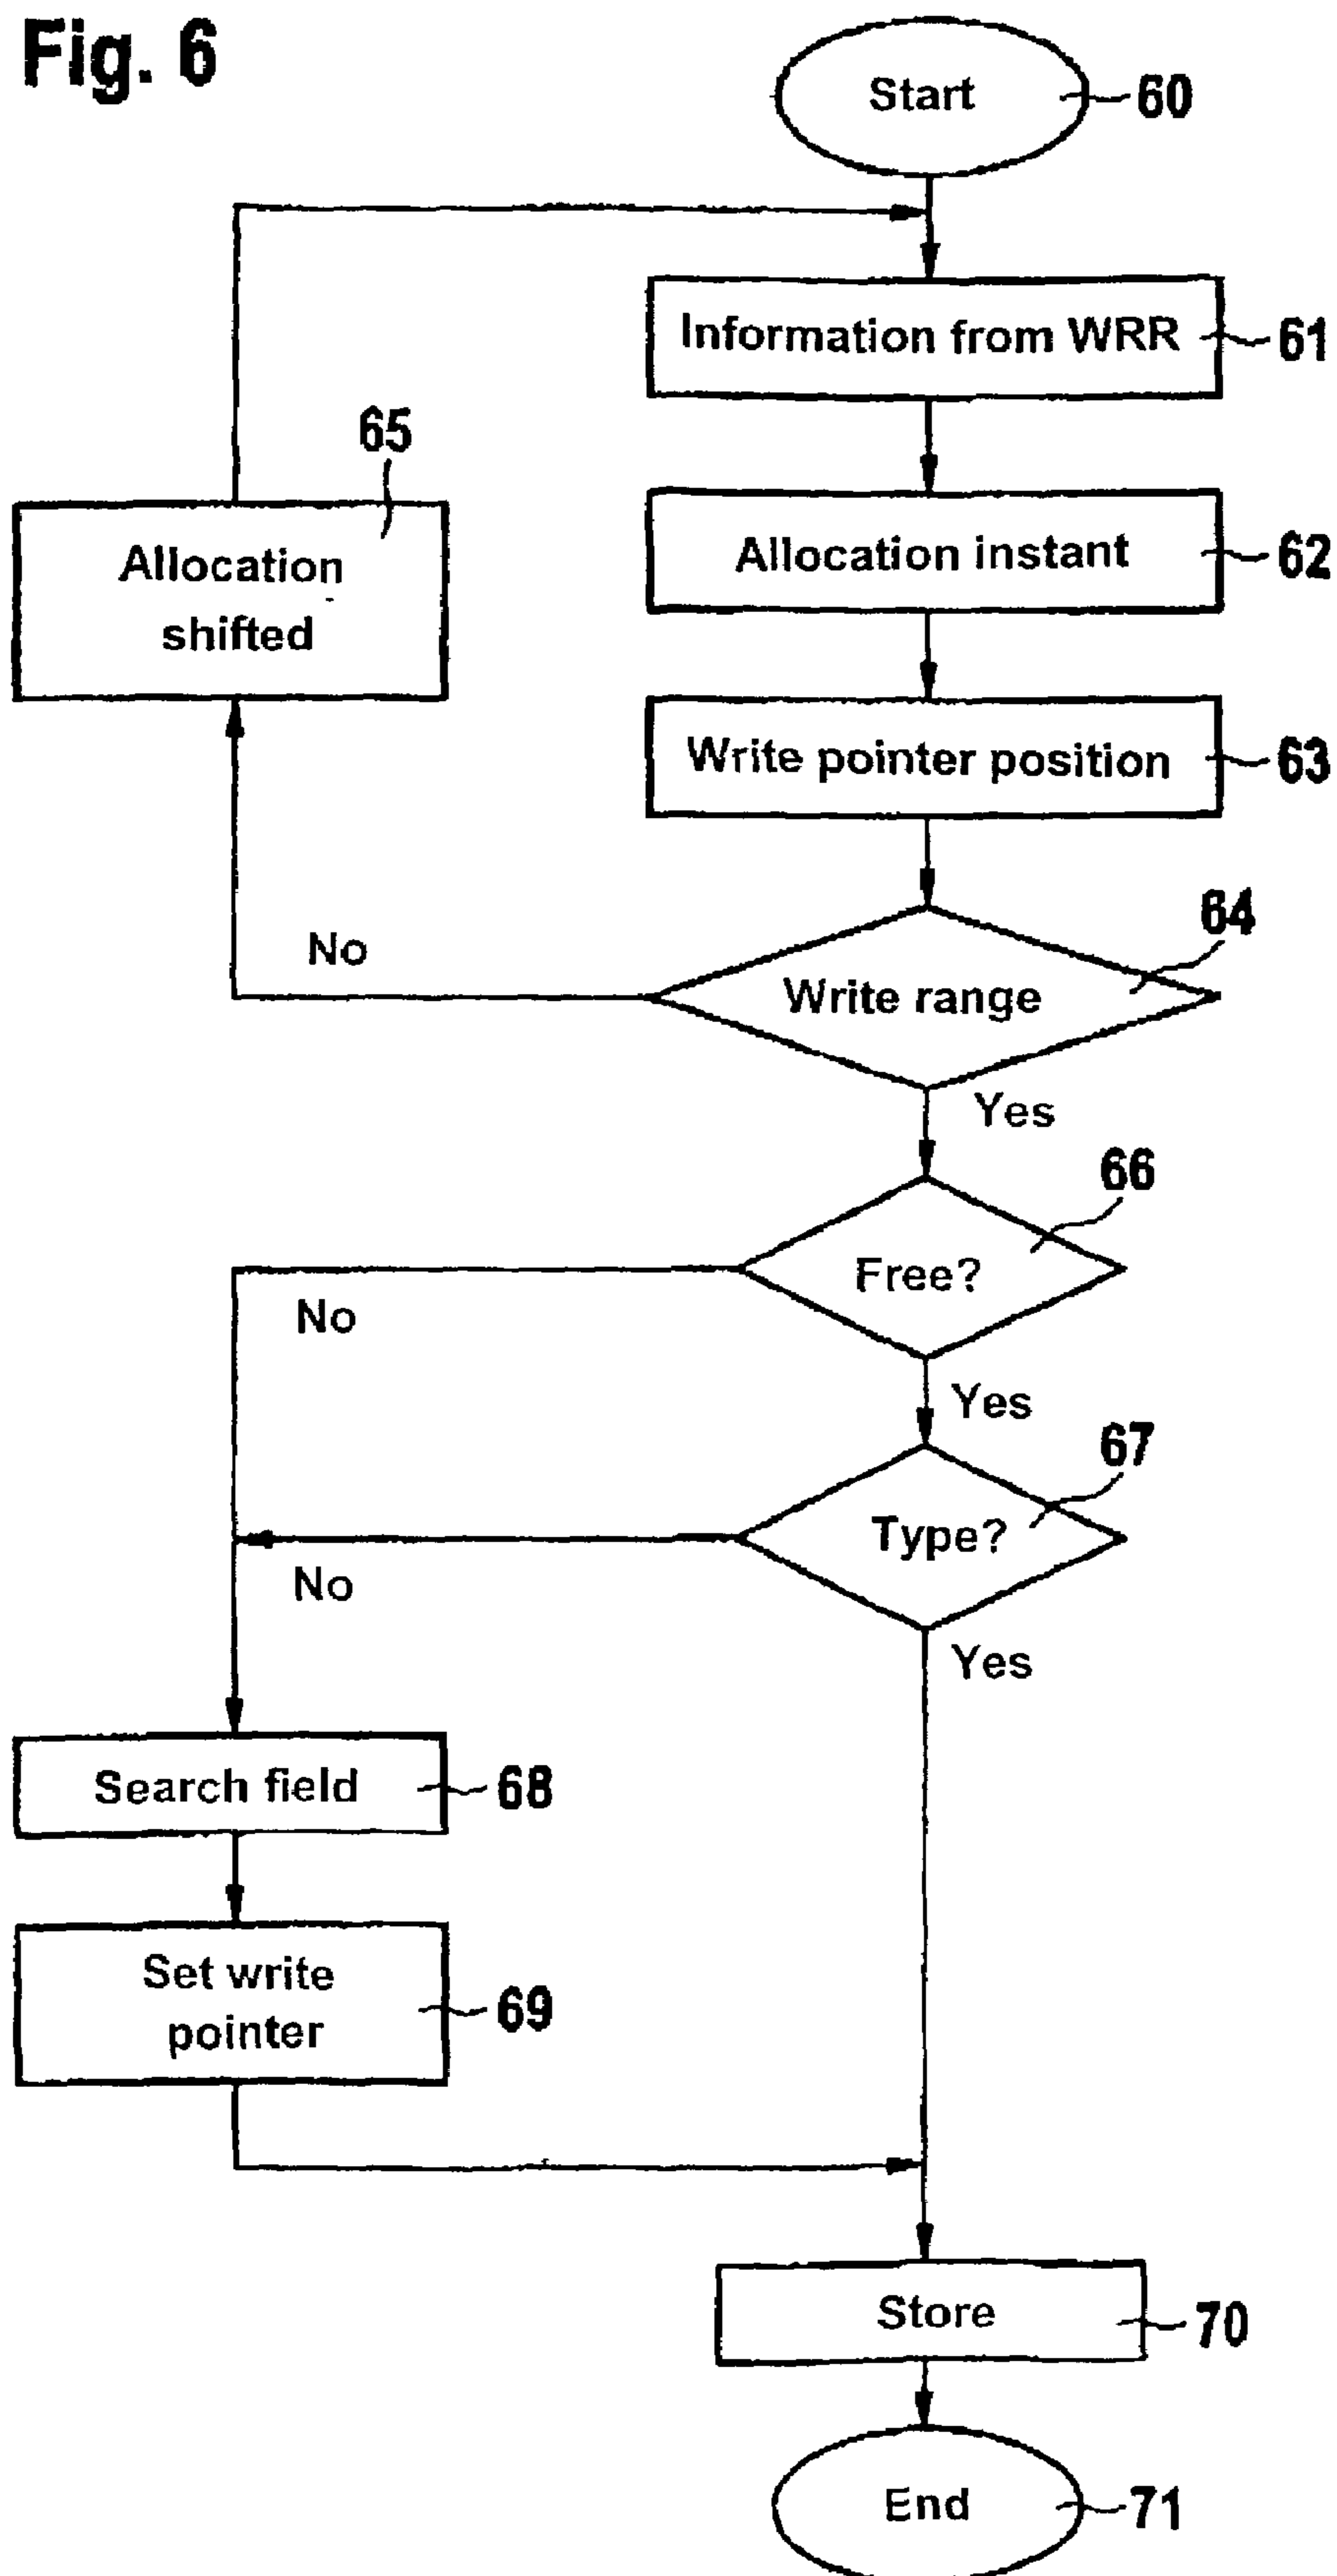 Fig. 6
Start
60
Information from WRR
61
65
Allocation
shifted
Allocation instant
62
Write pointer position
63
64
No
Write range
Yes
66
Free?
No
Yes
67
Type?
No
Yes
Search field
68
Set write
pointer
69
Store
70
End
71